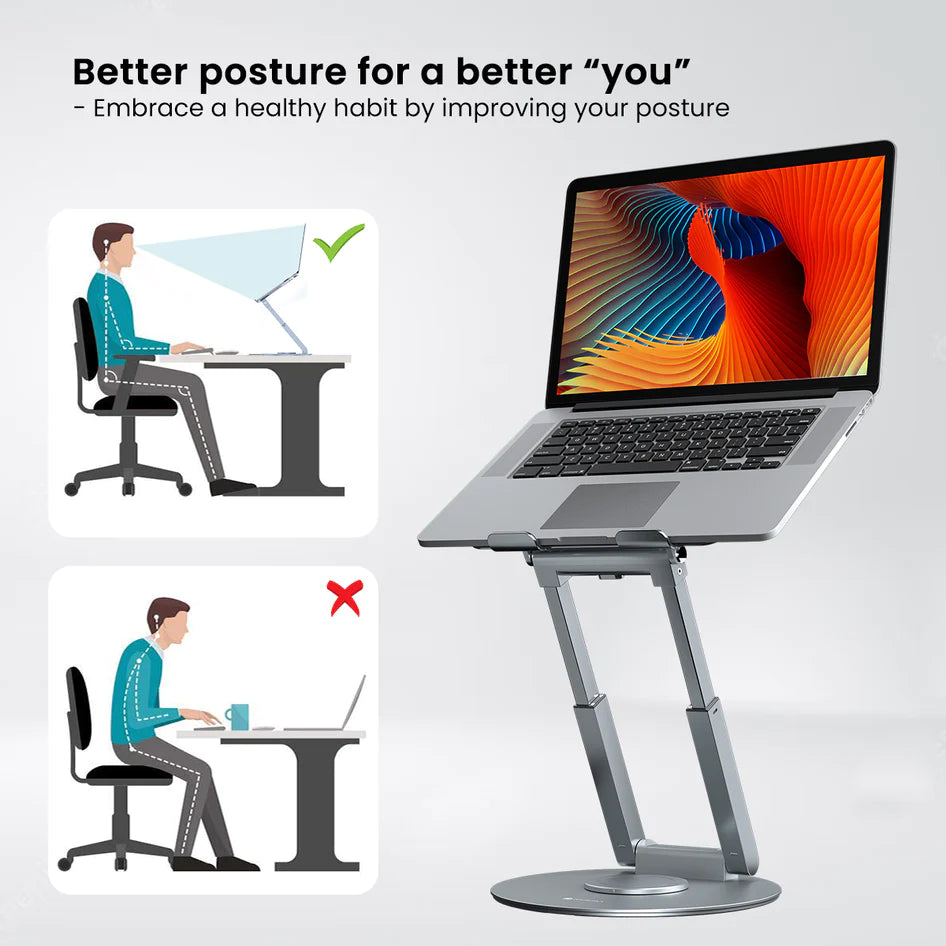 Better posture for a better “you”
- Embrace a healthy habit by improving your posture